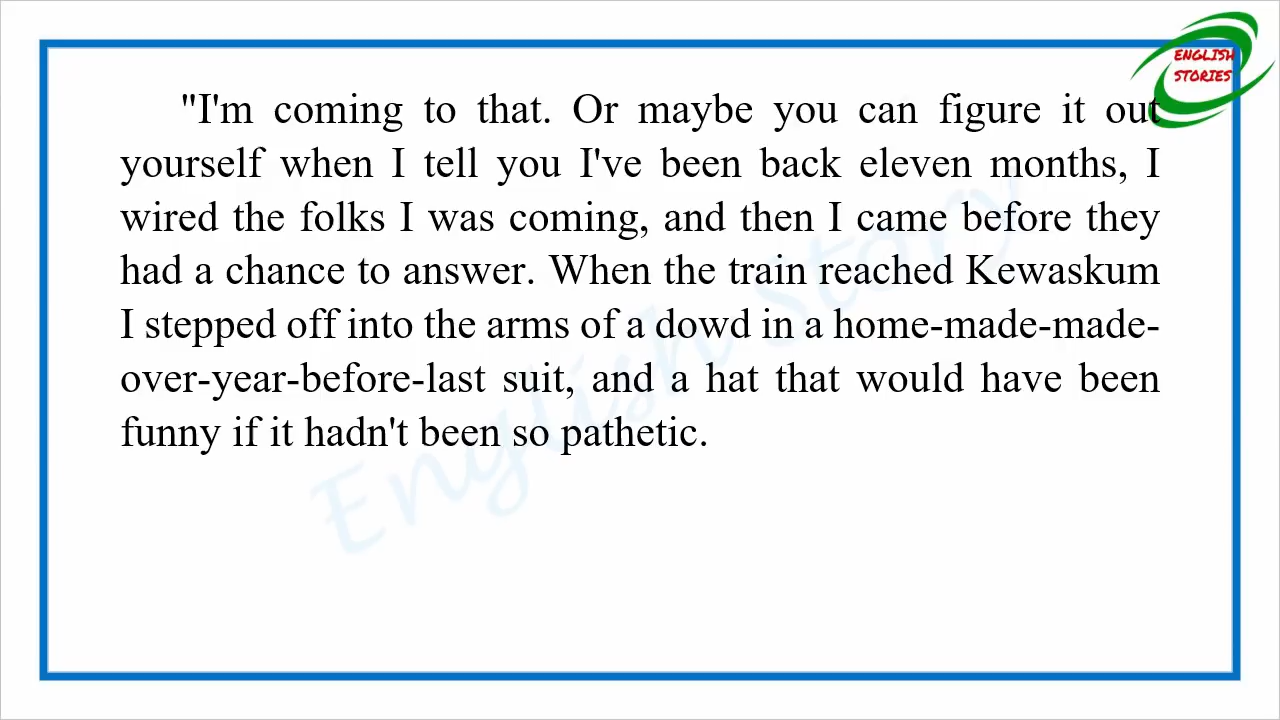 ENGLISH
STORIES
"I'm coming to that. Or maybe you can figure it out
yourself when I tell you I've been back eleven months, I
wired the folks I was coming, and then I came before they
had a chance to answer. When the train reached Kewaskum
I stepped off into the arms of a dowd in a home-made-made-
over-year-before-last suit, and a hat that would have been
funny if it hadn't been so pathetic.
English Story